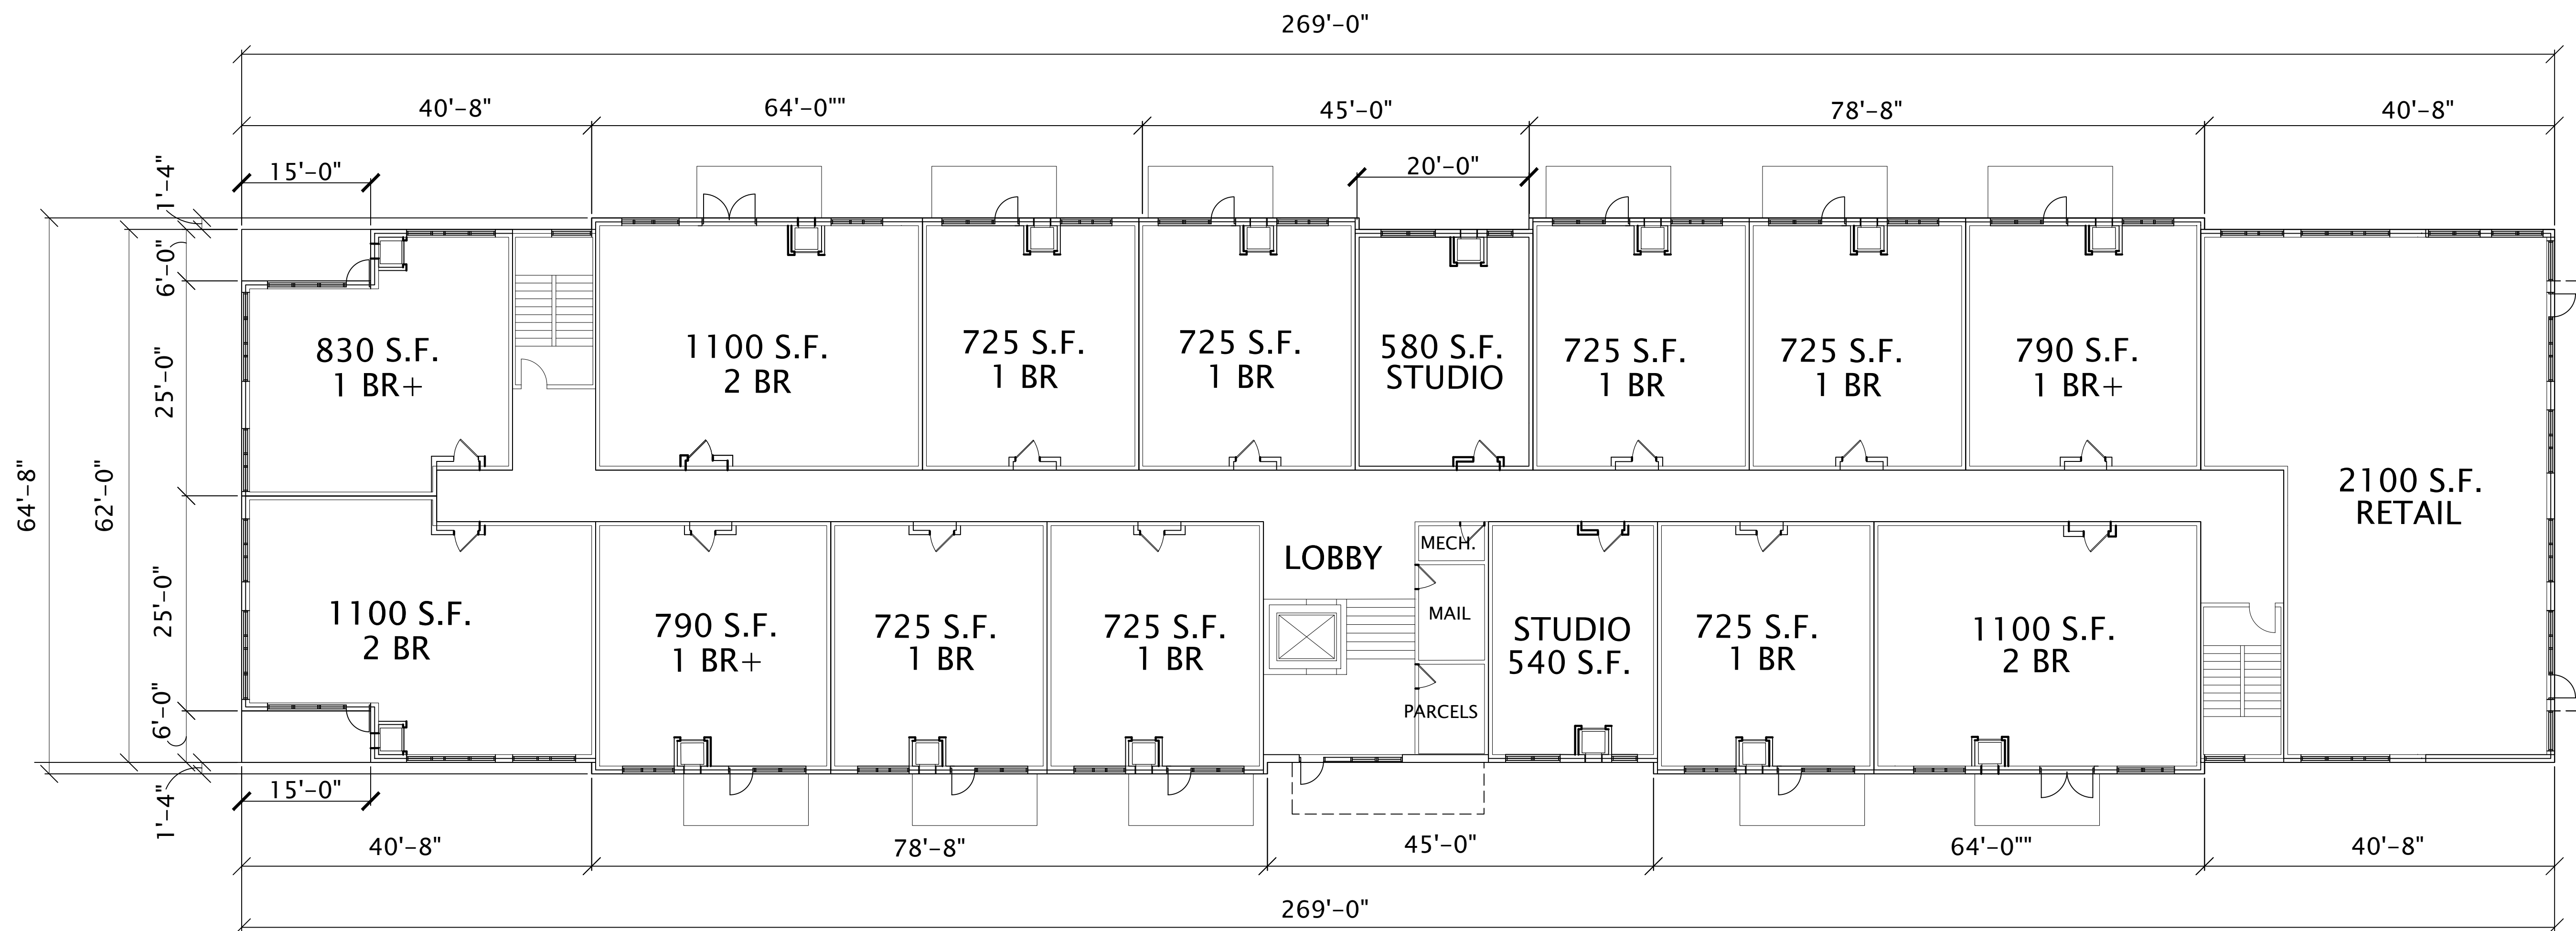 269'-0"
40'-8"
64'-0""
45'-0"
78'-8"
40'-8"
15'-0"
20'-0"
1'-4"
6'-0"
25'-0"
25'-0"
6'-0"
1'-4"
62'-0"
64'-8"
830 S.F.
1 BR+
1100 S.F.
2 BR
725 S.F.
1 BR
725 S.F.
1 BR
580 S.F.
STUDIO
725 S.F.
1 BR
725 S.F.
1 BR
790 S.F.
1 BR+
2100 S.F.
RETAIL
1100 S.F.
2 BR
790 S.F.
1 BR+
725 S.F.
1 BR
725 S.F.
1 BR
LOBBY
MECH.
MAIL
PARCELS
STUDIO
540 S.F.
725 S.F.
1 BR
1100 S.F.
2 BR
15'-0"
40'-8"
78'-8"
45'-0"
64'-0""
40'-8"
269'-0"